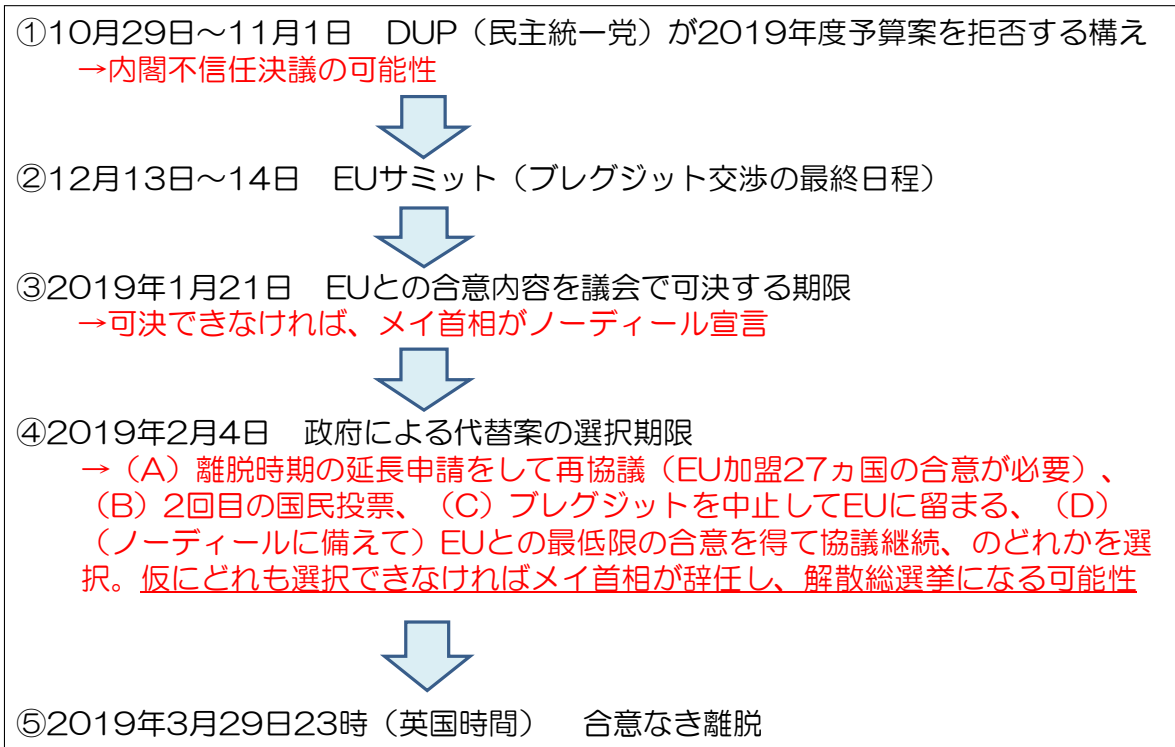 ①10月29日～11月1日　DUP（民主統一党）が2019年度予算案を拒否する構え
→内閣不信任決議の可能性
②12月13日～14日　EUサミット（ブレグジット交渉の最終日程）
③2019年1月21日　EUとの合意内容を議会で可決する期限
→可決できなければ、メイ首相がノーディール宣言
④2019年2月4日　政府による代替案の選択期限
→（A）離脱時期の延長申請をして再協議（EU加盟27ヵ国の合意が必要）、
（B）2回目の国民投票、（C）ブレグジットを中止してEUに留まる、（D）
（ノーディールに備えて）EUとの最低限の合意を得て協議継続、のどれかを選
択。仮にどれも選択できなければメイ首相が辞任し、解散総選挙になる可能性
⑤2019年3月29日23時（英国時間）　合意なき離脱